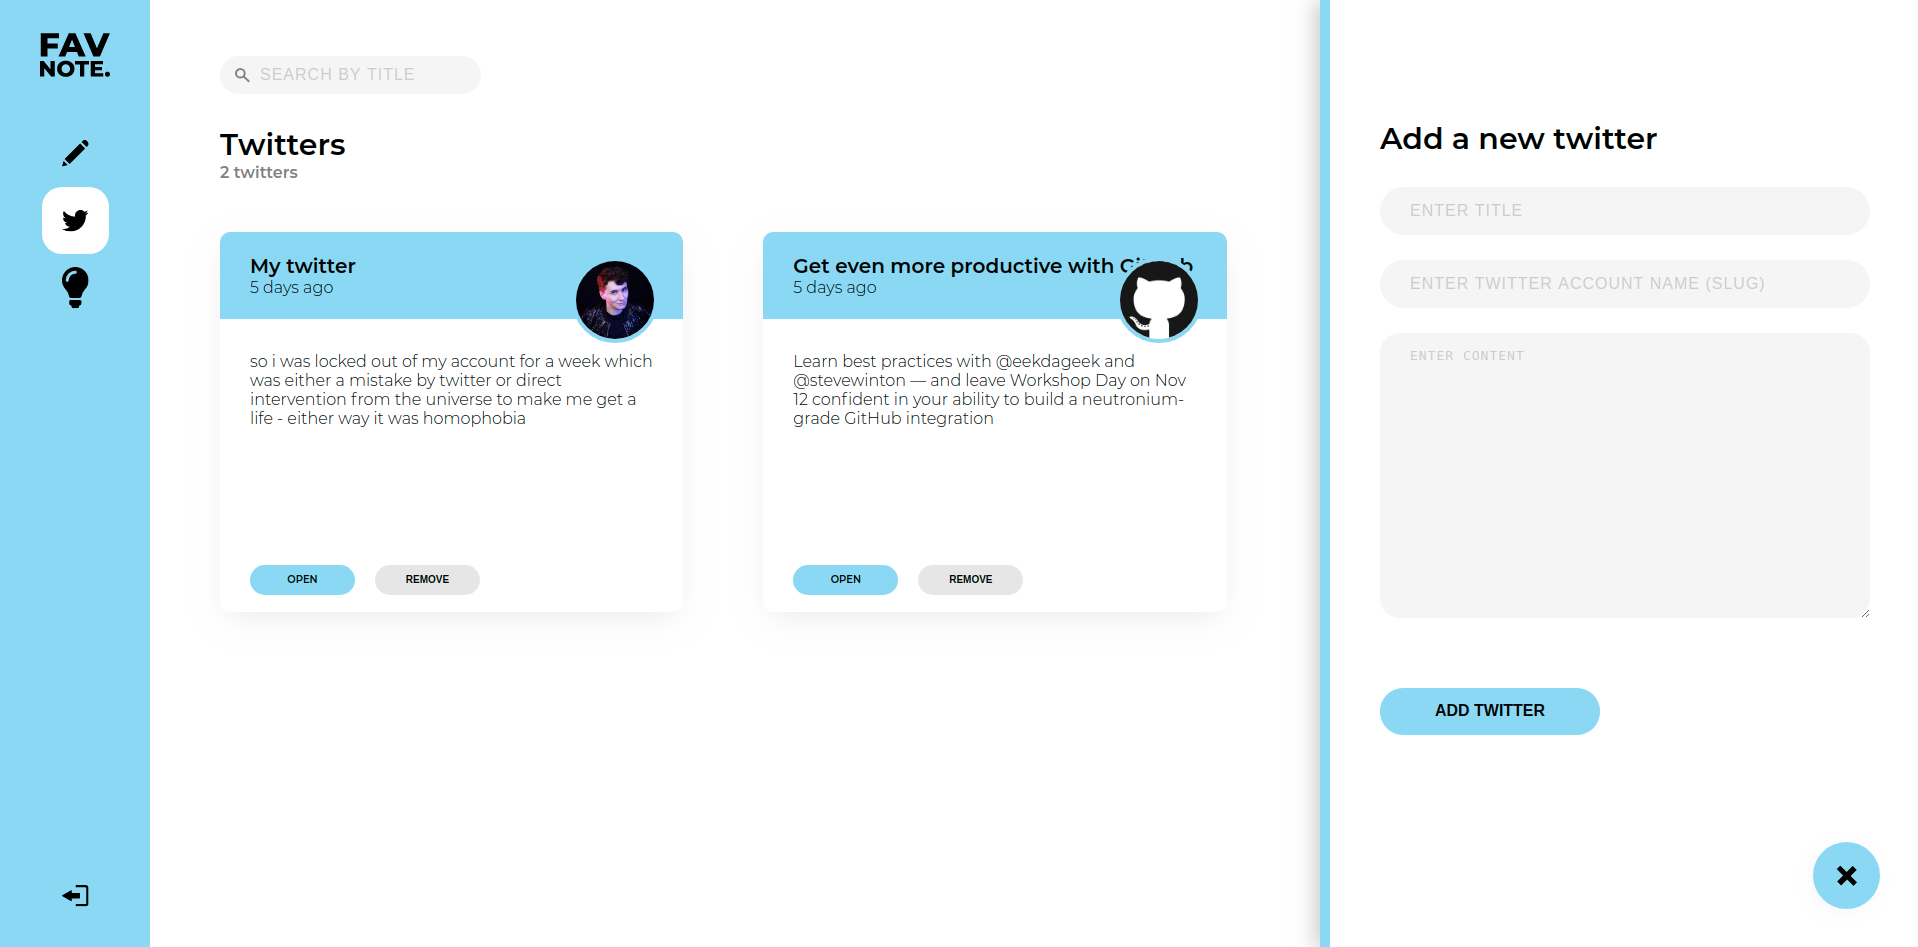 FAV
NOTE.
SEARCH BY TITLE
Twitters
2 twitters
My twitter
5 days ago
so i was locked out of my account for a week which
was either a mistake by twitter or direct
intervention from the universe to make me get a
life - either way it was homophobia
OPEN
REMOVE
Get even more productive with GitHub
5 days ago
Learn best practices with @eekdageek and
@stevewinton — and leave Workshop Day on Nov
12 confident in your ability to build a neutronium-
grade GitHub integration
OPEN
REMOVE
Add a new twitter
ENTER TITLE
ENTER TWITTER ACCOUNT NAME (SLUG)
ENTER CONTENT
ADD TWITTER